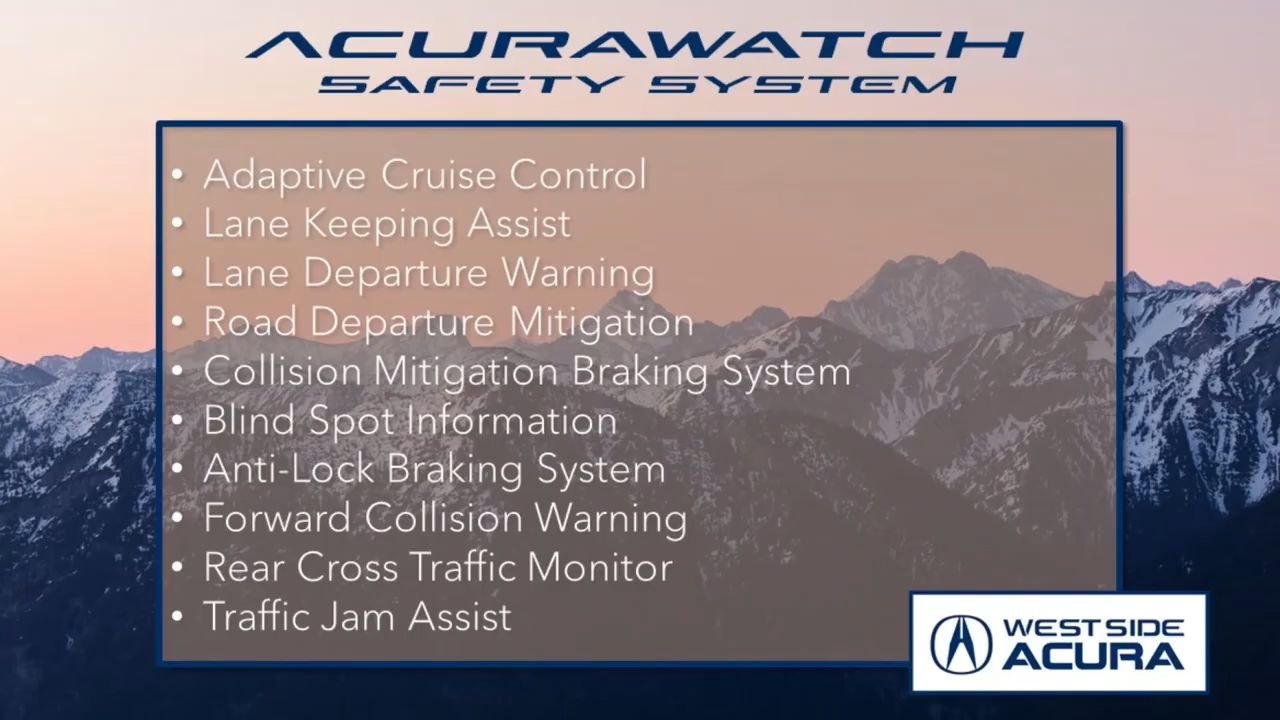 ACURAWATCH
SAFETY SYSTEM
• Adaptive Cruise Control
• Lane Keeping Assist
• Lane Departure Warning
• Road Departure Mitigation
• Collision Mitigation Braking System
• Blind Spot Information
• Anti-Lock Braking System
• Forward Collision Warning
• Rear Cross Traffic Monitor
• Traffic Jam Assist
WEST SIDE
ACURA